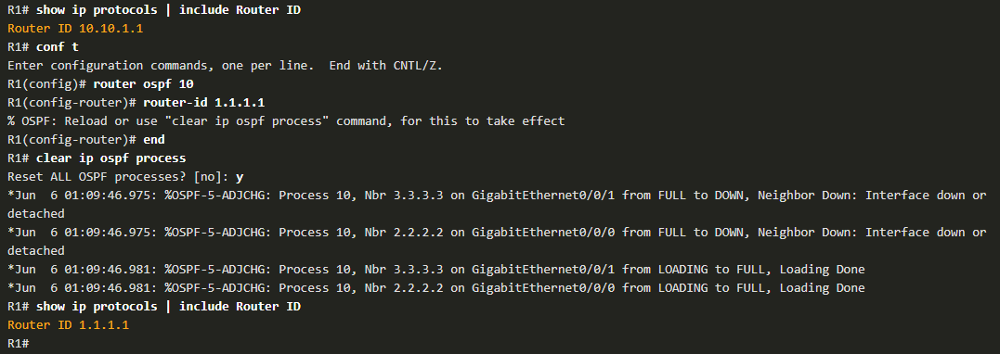 R1# show ip protocols | include Router ID
Router ID 10.10.1.1
R1# conf t
Enter configuration commands, one per line.  End with CNTL/Z.
R1(config)# router ospf 10
R1(config-router)# router-id 1.1.1.1
% OSPF: Reload or use "clear ip ospf process" command, for this to take effect
R1(config-router)# end
R1# clear ip ospf process
Reset ALL OSPF processes? [no]: y
*Jun  6 01:09:46.975: %OSPF-5-ADJCHG: Process 10, Nbr 3.3.3.3 on GigabitEthernet0/0/1 from FULL to DOWN, Neighbor Down: Interface down or
detached
*Jun  6 01:09:46.975: %OSPF-5-ADJCHG: Process 10, Nbr 2.2.2.2 on GigabitEthernet0/0/0 from FULL to DOWN, Neighbor Down: Interface down or
detached
*Jun  6 01:09:46.981: %OSPF-5-ADJCHG: Process 10, Nbr 3.3.3.3 on GigabitEthernet0/0/1 from LOADING to FULL, Loading Done
*Jun  6 01:09:46.981: %OSPF-5-ADJCHG: Process 10, Nbr 2.2.2.2 on GigabitEthernet0/0/0 from LOADING to FULL, Loading Done
R1# show ip protocols | include Router ID
Router ID 1.1.1.1
R1#